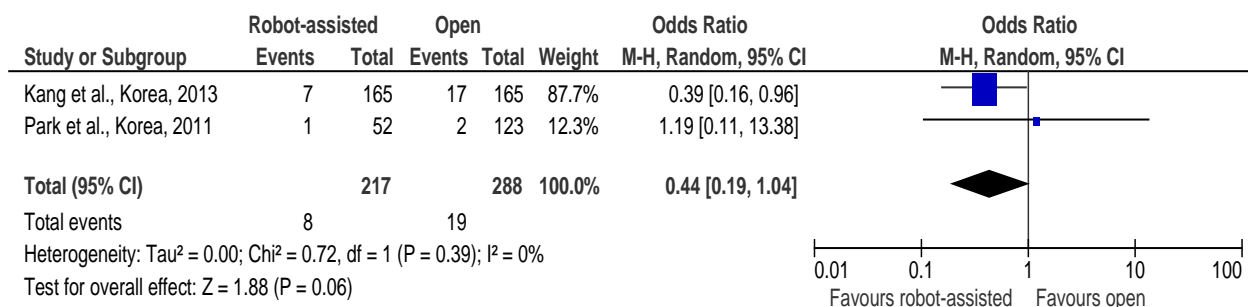 Robot-assisted Open Odds Ratio Odds Ratio
Study or Subgroup Events Total Events Total Weight M-H, Random, 95% CI M-H, Random, 95% CI
Kang et al., Korea, 2013 7 165 17 165 87.7% 0.39 [0.16, 0.96]
Park et al., Korea, 2011 1 52 2 123 12.3% 1.19 [0.11, 13.38]
Total (95% CI) 217 288 100.0% 0.44 [0.19, 1.04]
Total events 8 19
Heterogeneity: Tau² = 0.00; Chi² = 0.72, df = 1 (P = 0.39); I² = 0%
Test for overall effect: Z = 1.88 (P = 0.06)
0.01 0.1 1 10 100
Favours robot-assisted Favours open